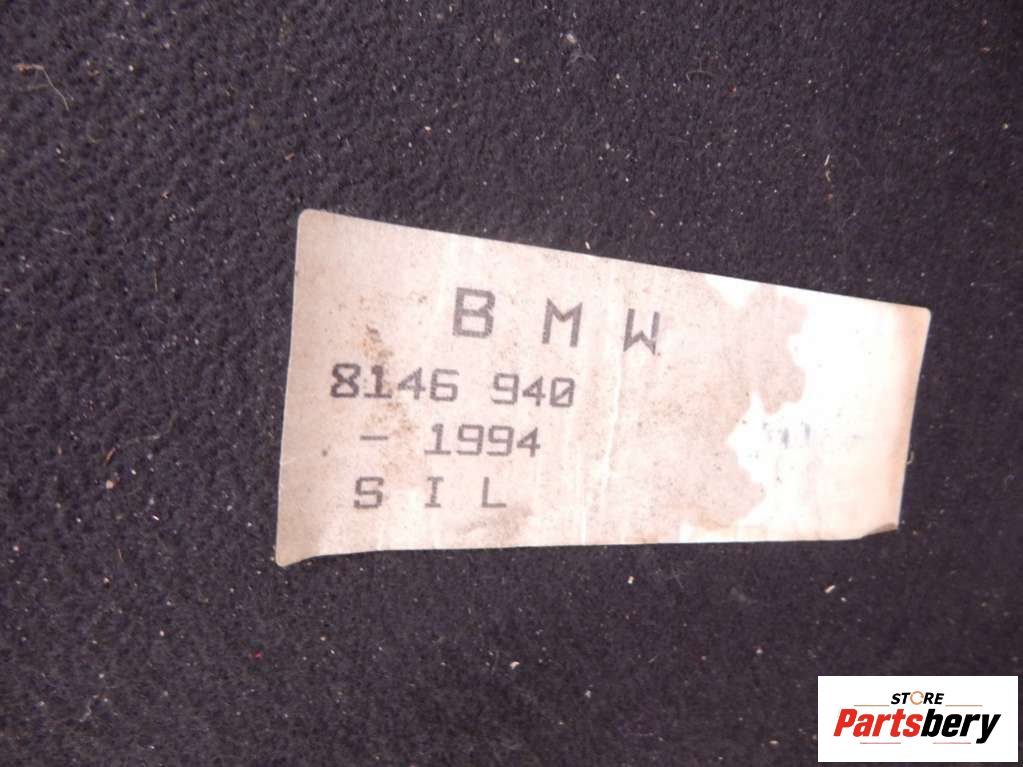 B M W
8146 940
- 1994
S I L
STORE
Partsbery